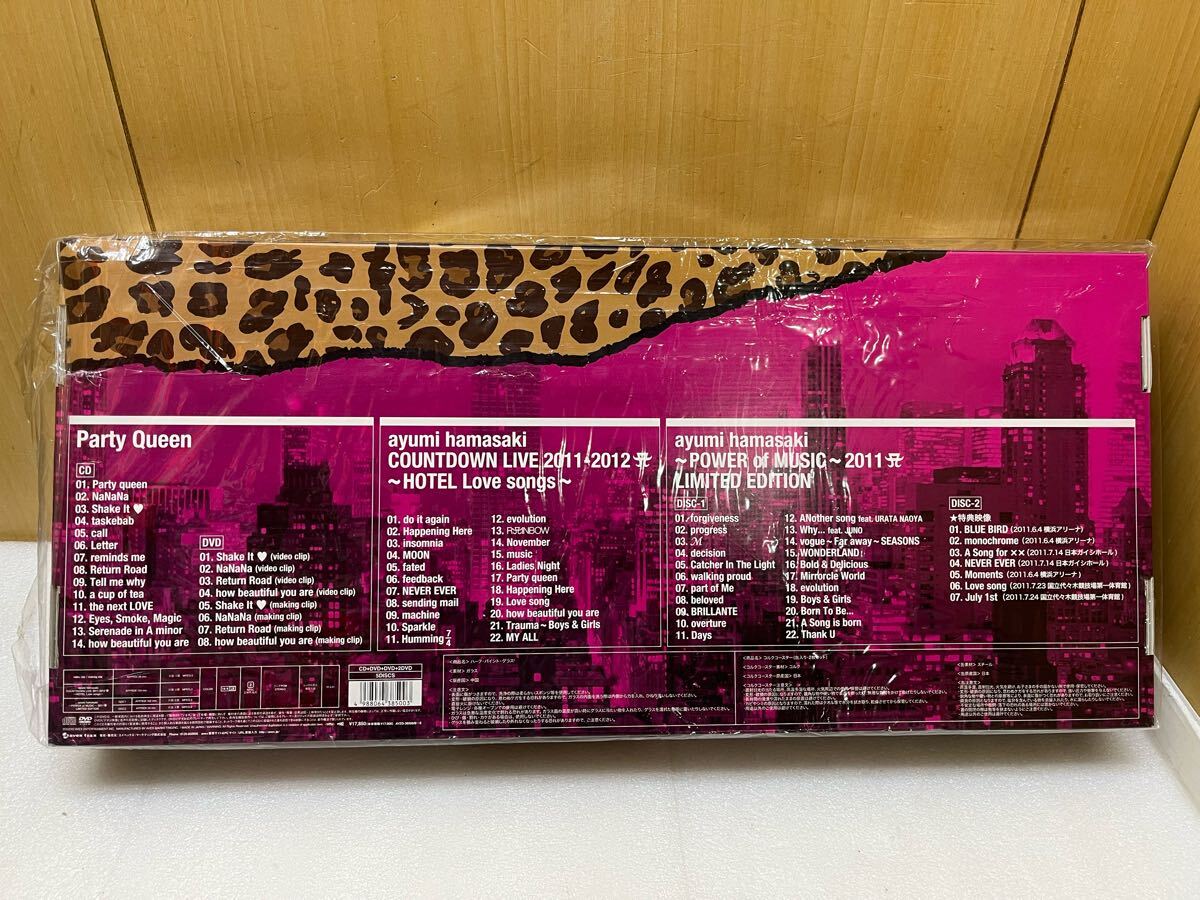 Party Queen
CD
01. Party queen
02. NaNaNa
03. Shake It ♥
04. taskebab
05. call
06. Letter
07. reminds me
08. Return Road
09. Tell me why
10. a cup of tea
11. the next LOVE
12. Eyes, Smoke, Magic
13. Serenade in A minor
14. how beautiful you are
DVD
01. Shake It ♥ (video clip)
02. NaNaNa (video clip)
03. Return Road (video clip)
04. how beautiful you are (video clip)
05. Shake It ♥ (making clip)
06. NaNaNa (making clip)
07. Return Road (making clip)
08. how beautiful you are (making clip)
ayumi hamasaki
COUNTDOWN LIVE 2011-2012
~HOTEL Love songs~
01. do it again
02. Happening Here
03. insomnia
04. MOON
05. fated
06. feedback
07. NEVER EVER
08. sending mail
09. machine
10. Sparkle
11. Humming 7/4
12. evolution
13. RAINBOW
14. November
15. music
16. Ladies Night
17. Party queen
18. Happening Here
19. Love song
20. how beautiful you are
21. Trauma~Boys & Girls
22. MY ALL
ayumi hamasaki
~POWER of MUSIC~2011
LIMITED EDITION
DISC-1
01. forgiveness
02. progress
03. M
04. decision
05. Catcher In The Light
06. walking proud
07. part of Me
08. beloved
09. BRILLANTE
10. overture
11. Days
12. ANother song feat. URATA NAOYA
13. Why... feat. JUNO
14. vogue~Far away~SEASONS
15. WONDERLAND
16. Bold & Delicious
17. Mirrorcle World
18. evolution
19. Boys & Girls
20. Born To Be...
21. A Song is born
22. Thank U
DISC-2
★特典映像
01. BLUE BIRD (2011.6.4 横浜アリーナ)
02. monochrome (2011.6.4 横浜アリーナ)
03. A Song for ×× (2011.7.14 日本ガイシホール)
04. NEVER EVER (2011.7.14 日本ガイシホール)
05. Moments (2011.6.4 横浜アリーナ)
06. Love song (2011.7.23 国立代々木競技場第一体育館)
07. July 1st (2011.7.24 国立代々木競技場第一体育館)
CD+DVD+DVD+2DVD
5DISCS
4 988064 385003